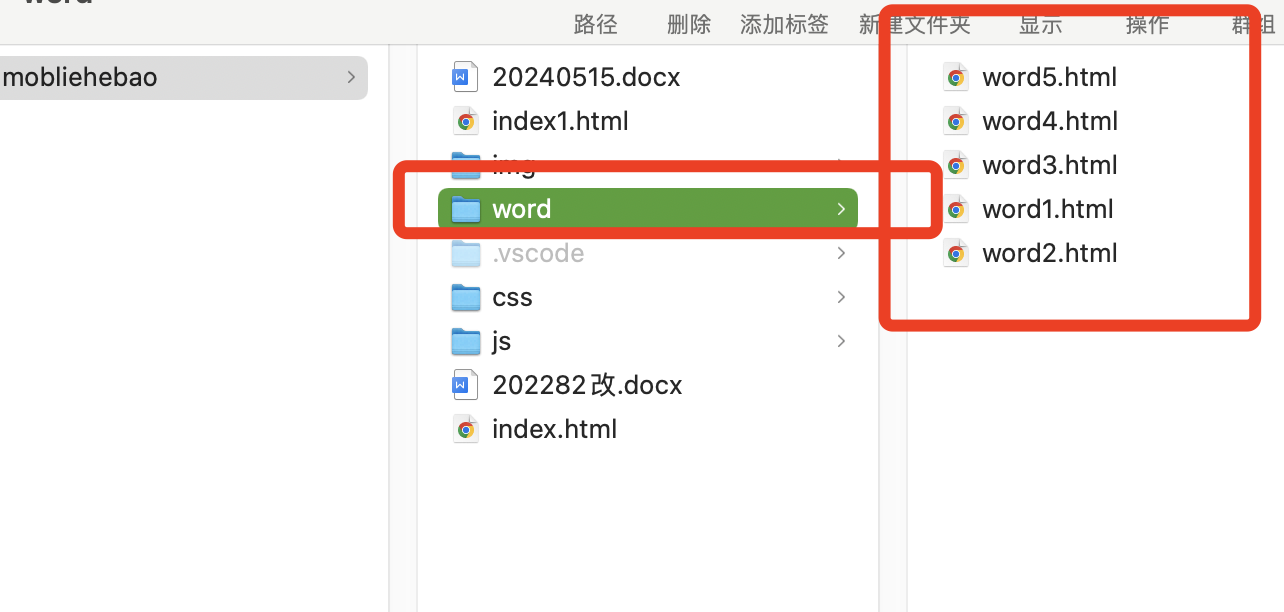 word
路径 删除 添加标签 新建文件夹 显示 操作 群组
mobliehebao
20240515.docx
index1.html
img
word
.vscode
css
js
202282改.docx
index.html
word5.html
word4.html
word3.html
word1.html
word2.html